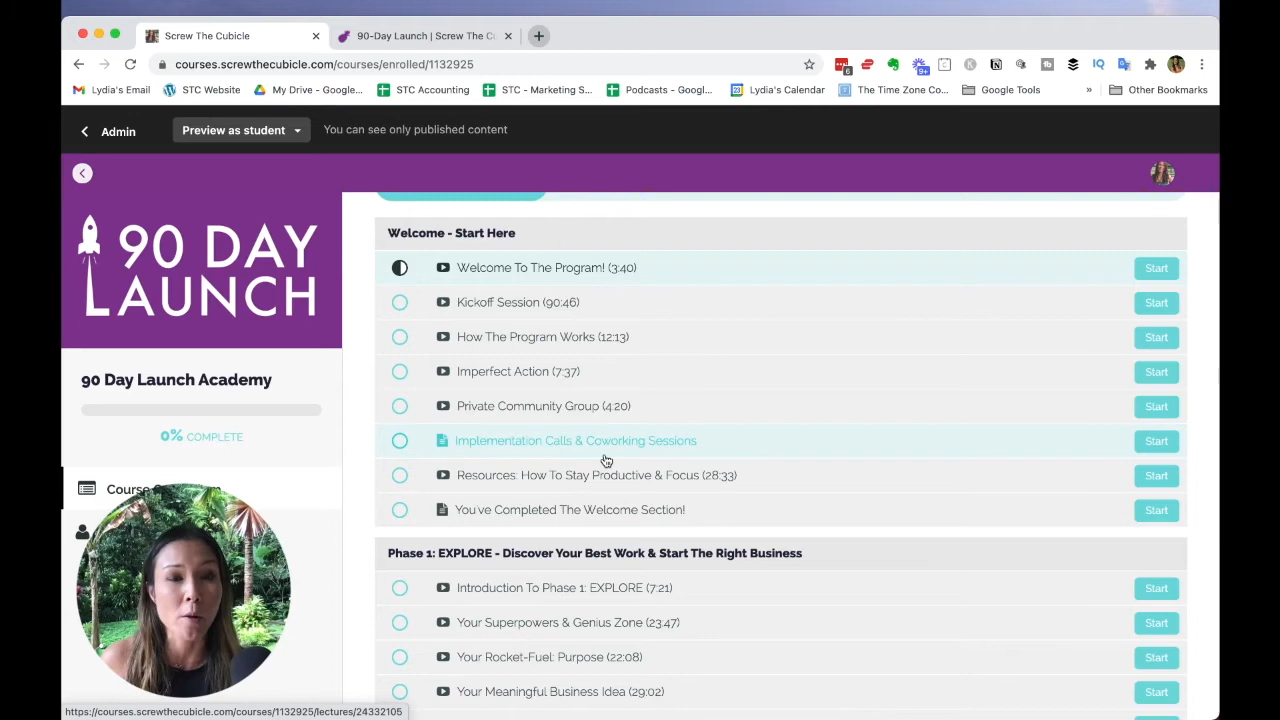 Screw The Cubicle
90-Day Launch | Screw The Cu
courses.screwthecubicle.com/courses/enrolled/1132925
6
9+
Lydia's Email
STC Website
My Drive - Google...
STC Accounting
STC - Marketing S...
Podcasts - Googl...
Lydia's Calendar
The Time Zone Co...
Google Tools
»
Other Bookmarks
Admin
Preview as student
You can see only published content
90 DAY
LAUNCH
90 Day Launch Academy
0% COMPLETE
Welcome - Start Here
Welcome To The Program! (3:40)
Start
Kickoff Session (90:46)
Start
How The Program Works (12:13)
Start
Imperfect Action (7:37)
Start
Private Community Group (4:20)
Start
Implementation Calls & Coworking Sessions
Start
Resources: How To Stay Productive & Focus (28:33)
Start
You've Completed The Welcome Section!
Start
Phase 1: EXPLORE - Discover Your Best Work & Start The Right Business
Introduction To Phase 1: EXPLORE (7:21)
Start
Your Superpowers & Genius Zone (23:47)
Start
Your Rocket-Fuel: Purpose (22:08)
Start
Your Meaningful Business Idea (29:02)
Start
https://courses.screwthecubicle.com/courses/1132925/lectures/24332105